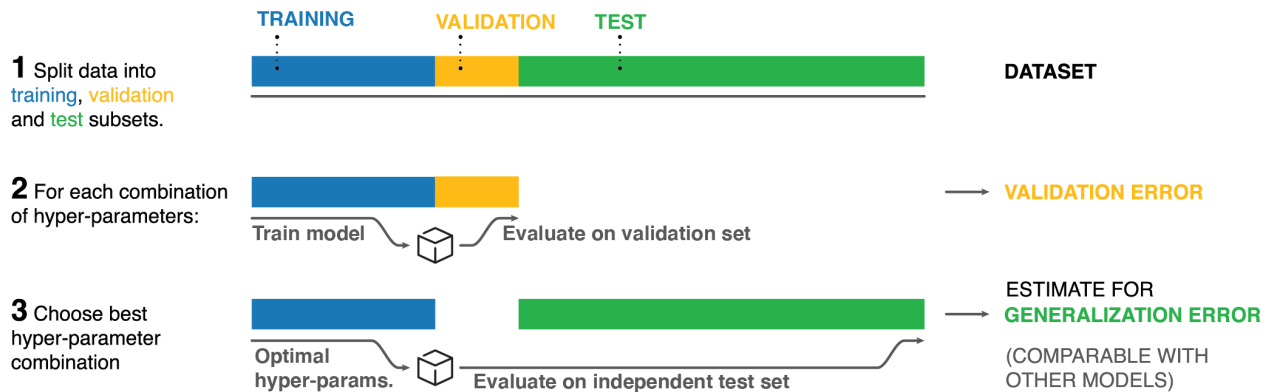 TRAINING
VALIDATION
TEST
1 Split data into
training, validation
and test subsets.
DATASET
2 For each combination
of hyper-parameters:
Train model
Evaluate on validation set
VALIDATION ERROR
3 Choose best
hyper-parameter
combination
Optimal
hyper-params.
Evaluate on independent test set
ESTIMATE FOR
GENERALIZATION ERROR
(COMPARABLE WITH
OTHER MODELS)